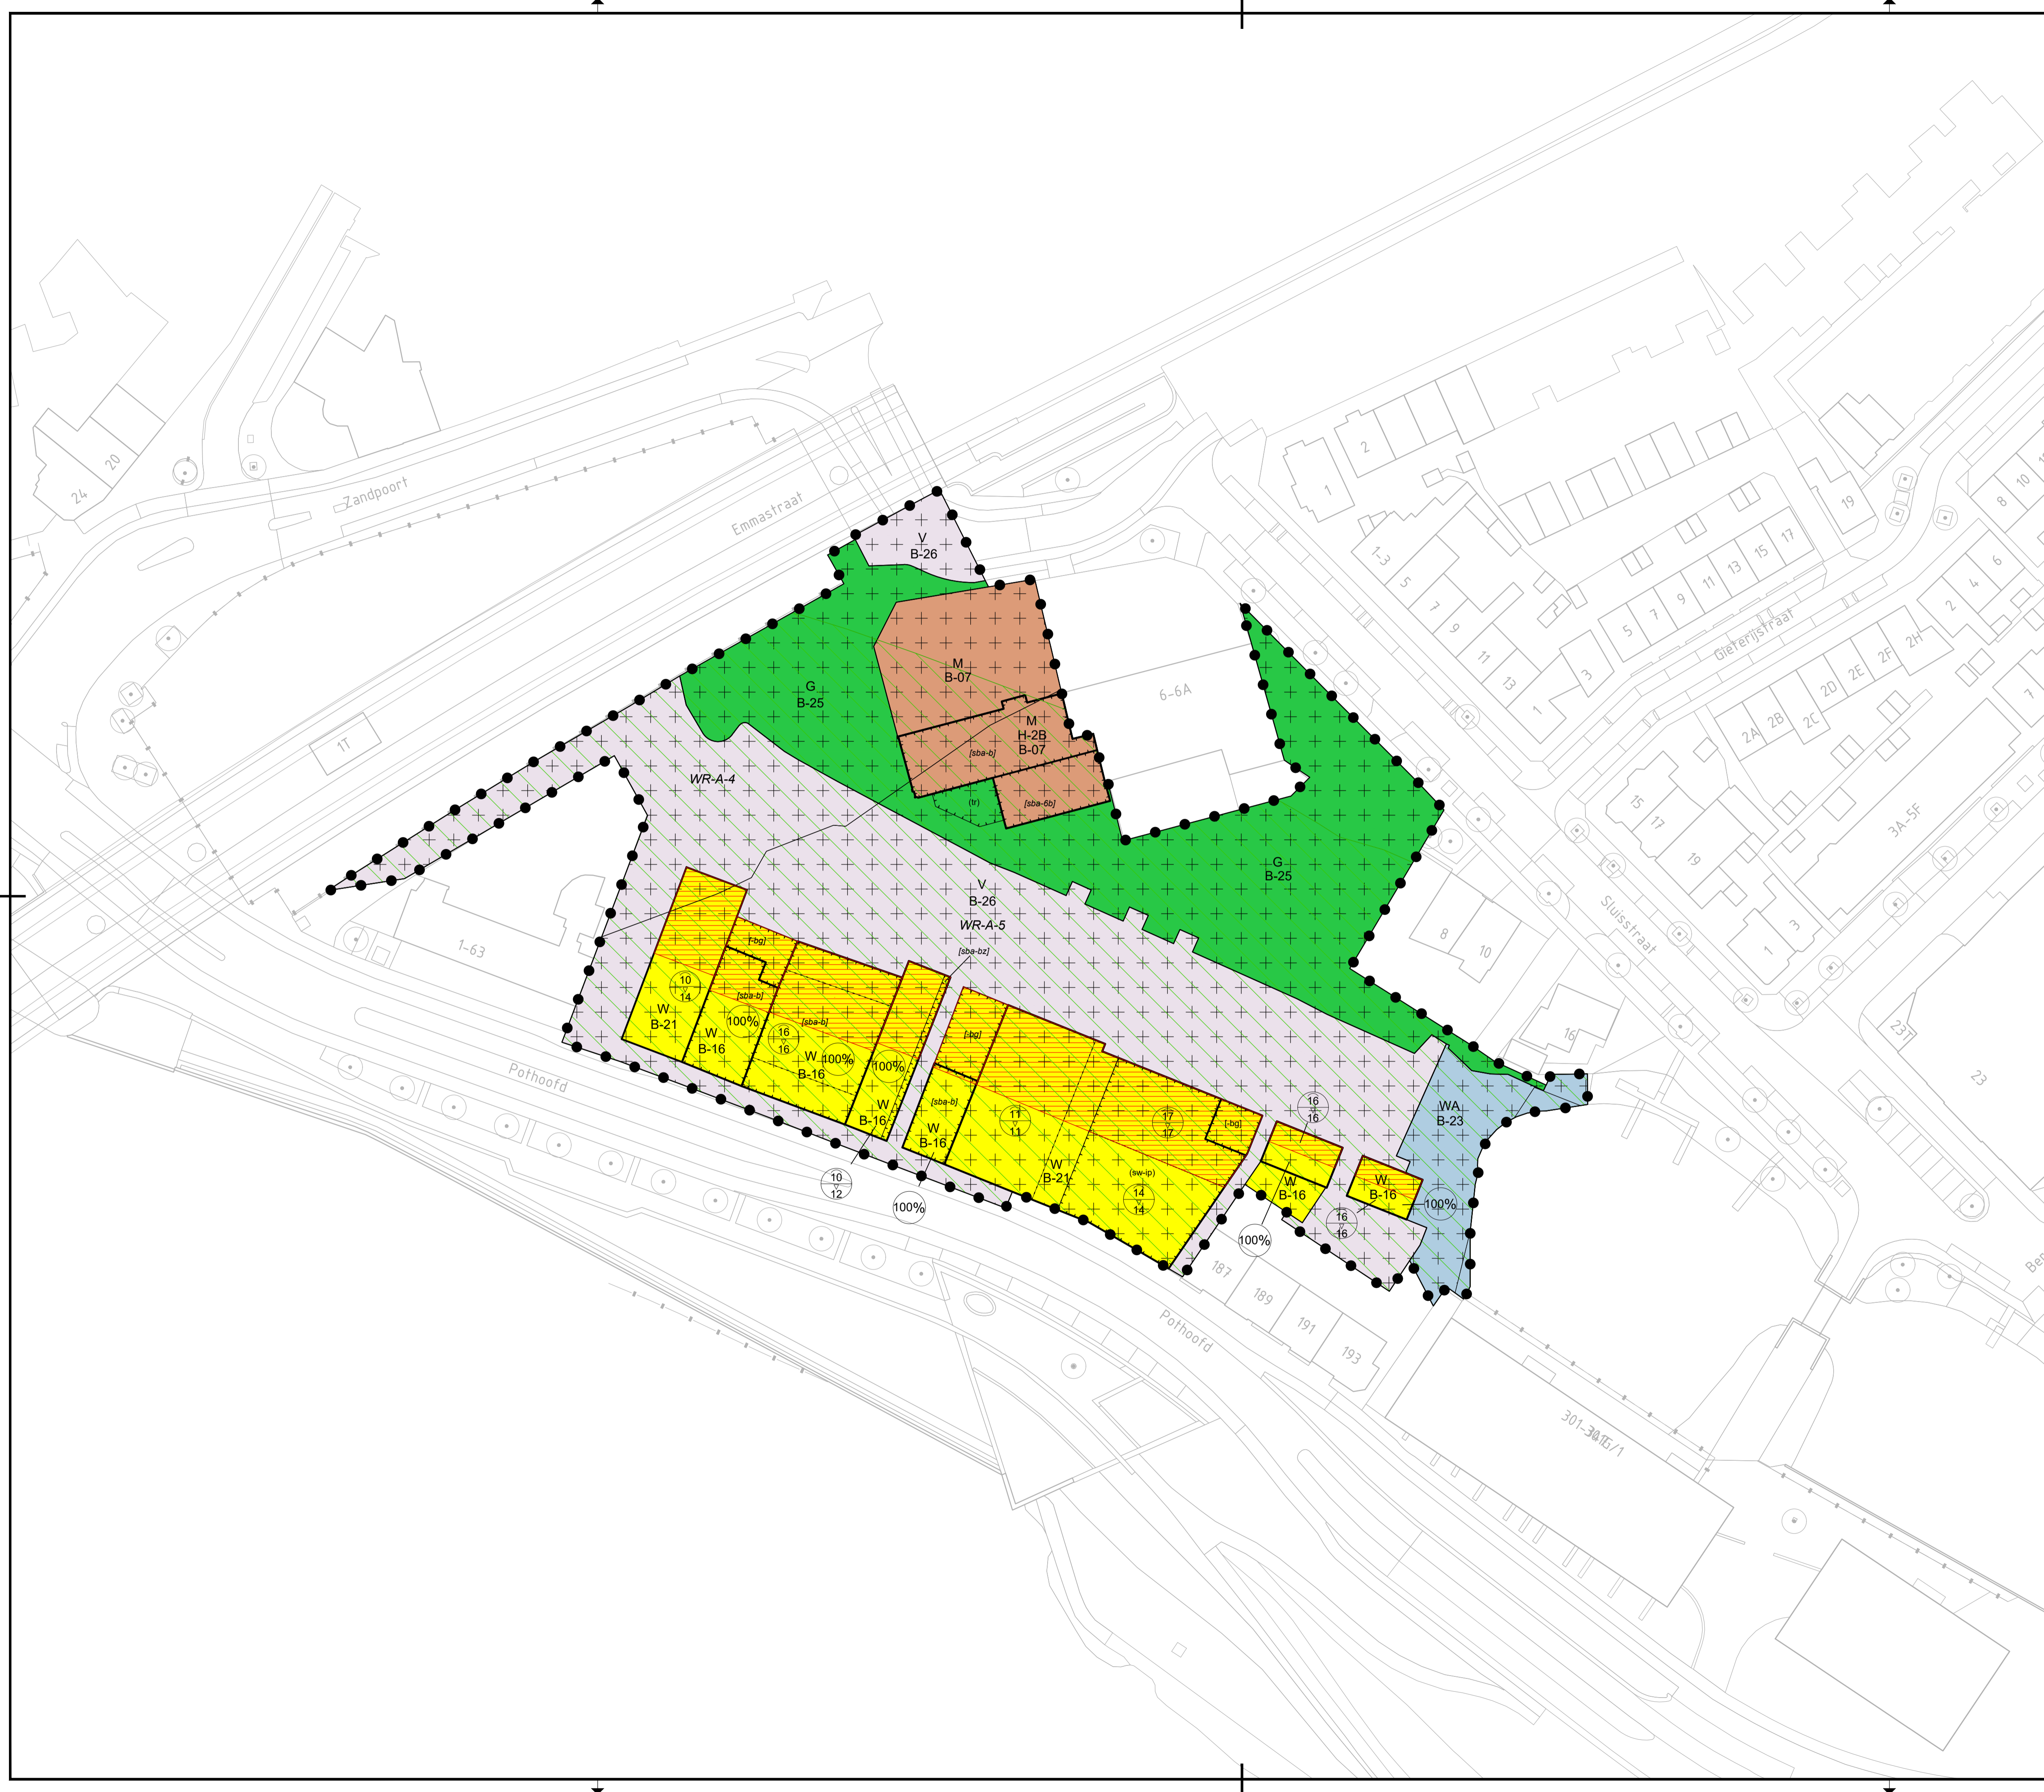 24
20
Zandpoort
Emmastraat
1T
1-63
Pothoofd
Pothoofd
V
B-26
G
B-25
M
B-07
M
H-2B
B-07
[sba-b]
[sba-6b]
(tr)
6-6A
WR-A-4
V
B-26
WR-A-5
[sba-bz]
G
B-25
[-bg]
10
14
W
B-21
[sba-b]
100%
W
B-16
16
16
[sba-b]
W
B-16
100%
100%
W
B-16
10
12
[-bg]
[sba-b]
W
B-16
100%
11
11
W
B-21
17
17
(sw-ip)
14
14
[-bg]
16
16
W
B-16
100%
W
B-16
16
16
100%
WA
B-23
187
189
191
193
2
1
1-3
5
7
9
11
13
1
3
5
7
9
11
13
15
17
19
Gieterijstraat
2
4
6
8
10
2A
2B
2C
2D
2E
2F
2H
7
15
17
19
3A-5F
1
3
Sluisstraat
8
10
16
23
23